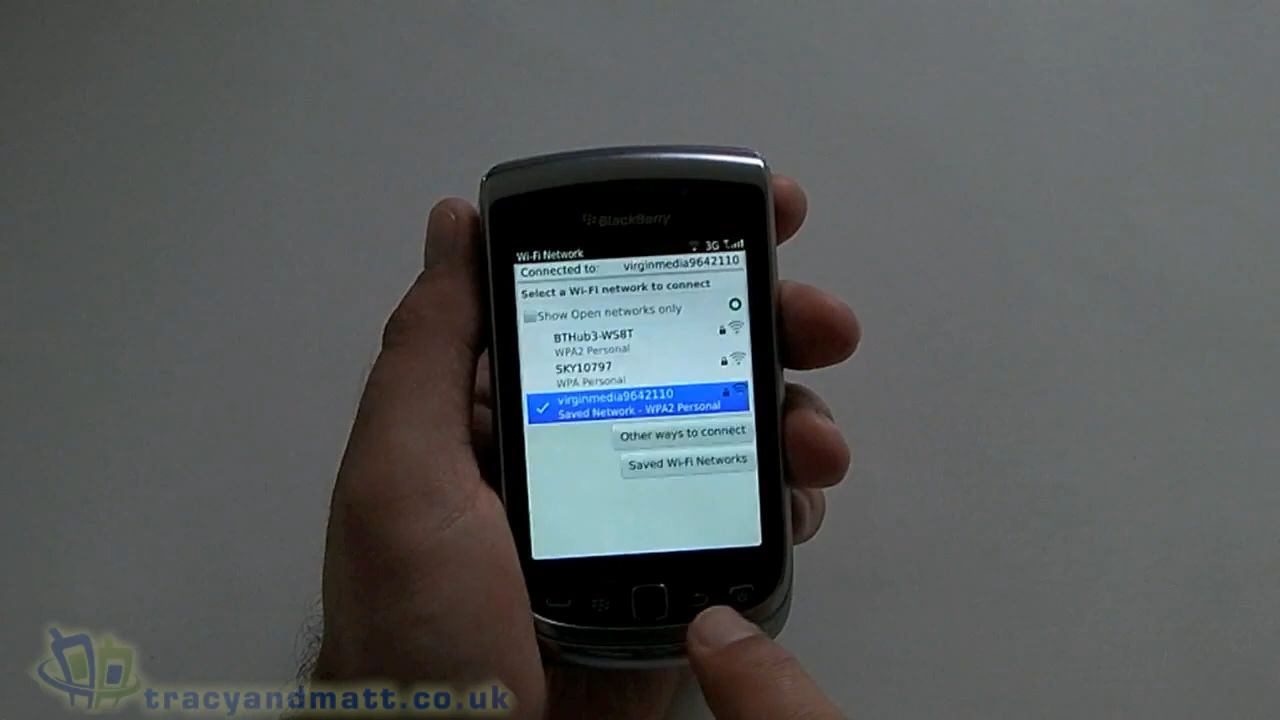 BlackBerry
3G
Wi-Fi Network
Connected to: virginmedia9642110
Select a Wi-Fi network to connect
Show Open networks only
BTHub3-WS8T
WPA2 Personal
SKY10797
WPA Personal
virginmedia9642110
Saved Network - WPA2 Personal
Other ways to connect
Saved Wi-Fi Networks
tracyandmatt.co.uk